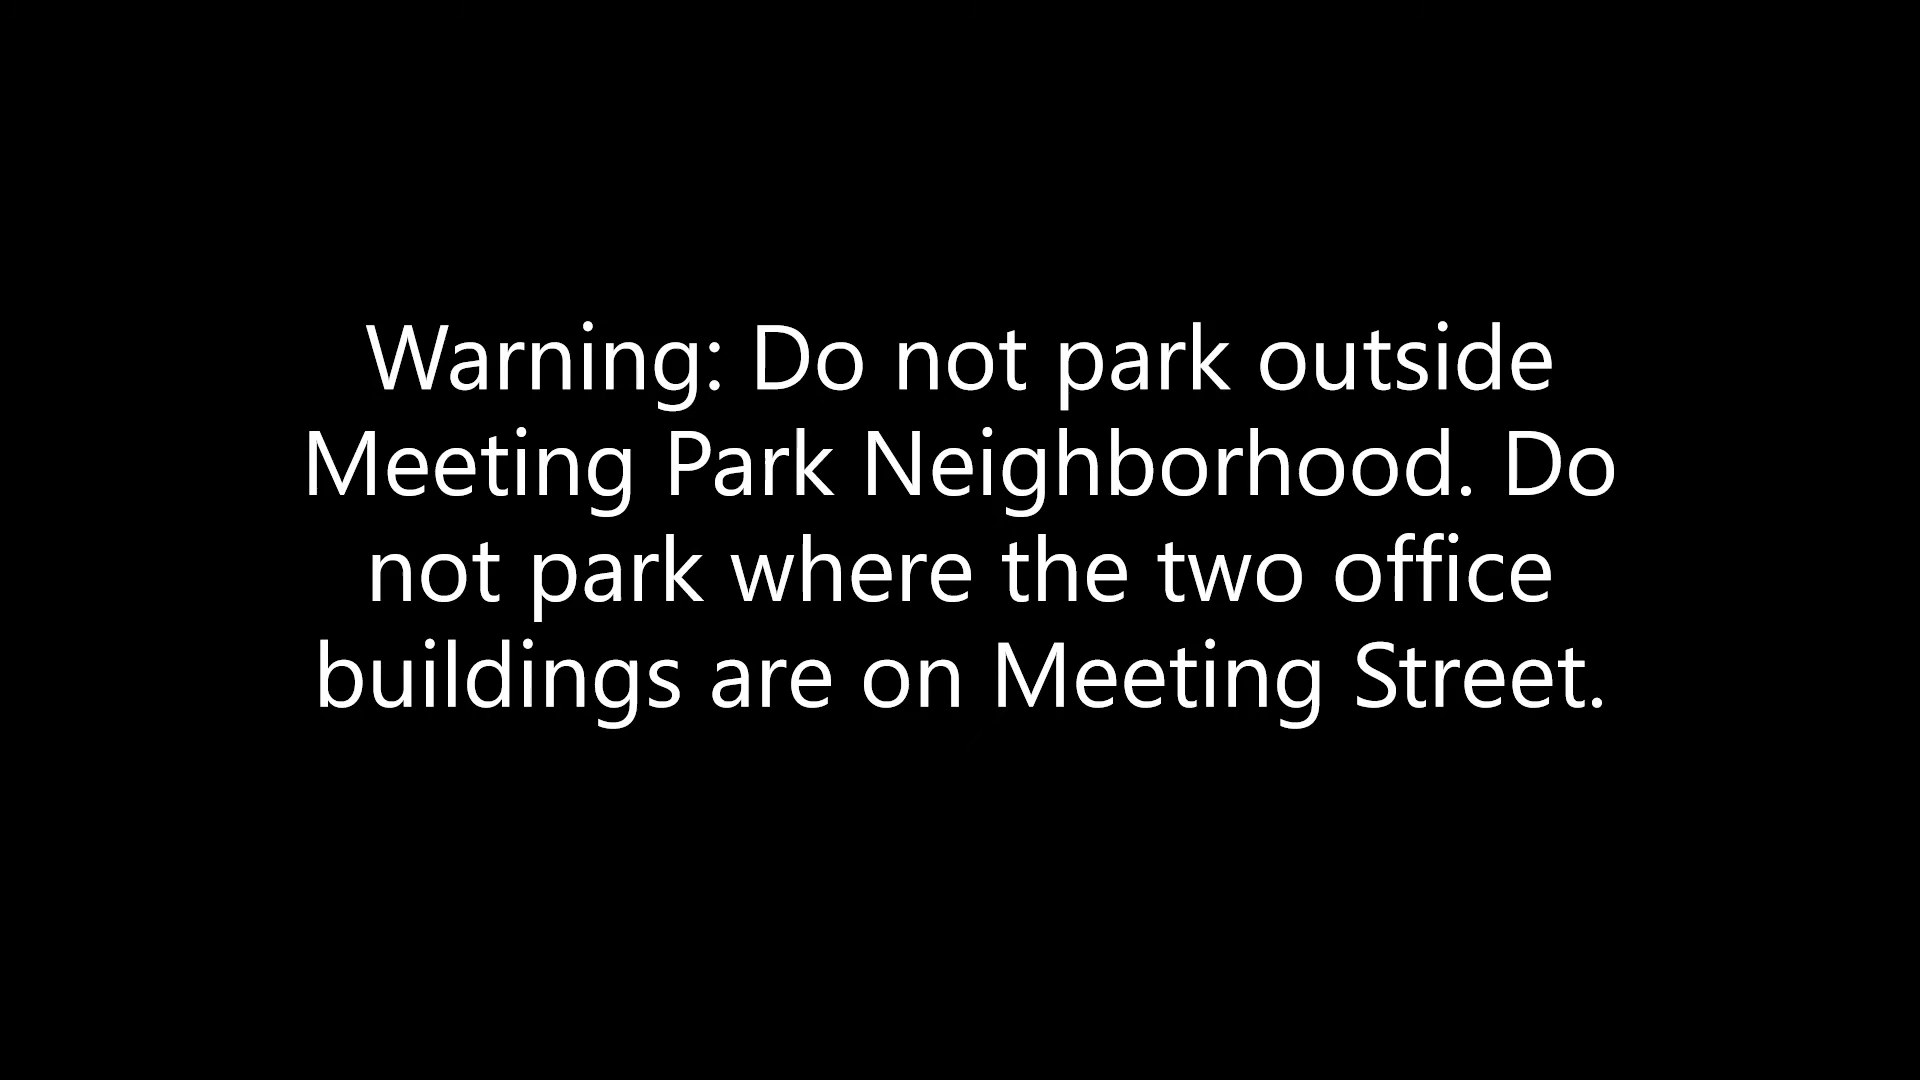 Warning: Do not park outside
Meeting Park Neighborhood. Do
not park where the two office
buildings are on Meeting Street.